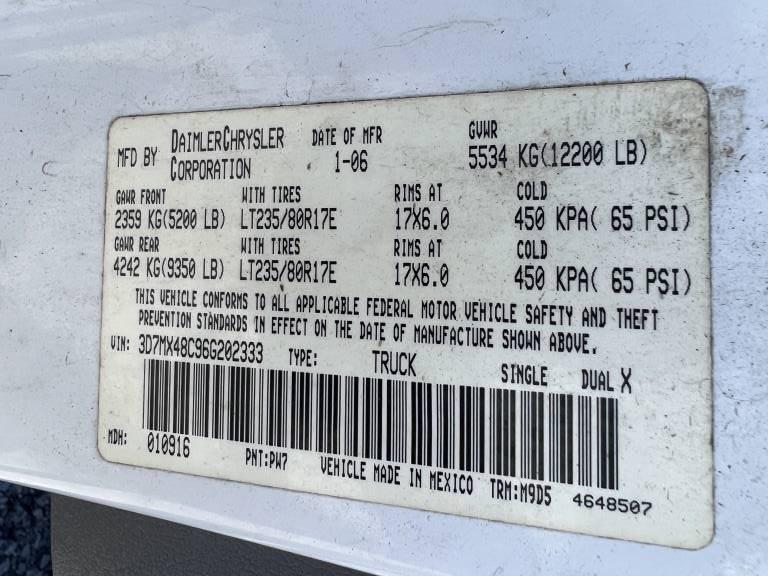 MFD BY DAIMLERCHRYSLER CORPORATION DATE OF MFR 1-06 GVWR 5534 KG(12200 LB)
GAWR FRONT WITH TIRES RIMS AT COLD
2359 KG(5200 LB) LT235/80R17E 17X6.0 450 KPA( 65 PSI)
GAWR REAR WITH TIRES RIMS AT COLD
4242 KG(9350 LB) LT235/80R17E 17X6.0 450 KPA( 65 PSI)
THIS VEHICLE CONFORMS TO ALL APPLICABLE FEDERAL MOTOR VEHICLE SAFETY AND THEFT
PREVENTION STANDARDS IN EFFECT ON THE DATE OF MANUFACTURE SHOWN ABOVE.
VIN: 3D7MX48C96G202333 TYPE: TRUCK SINGLE DUAL X
MDH: 010916 PNT:PW7 VEHICLE MADE IN MEXICO TRM:M9D5 4648507